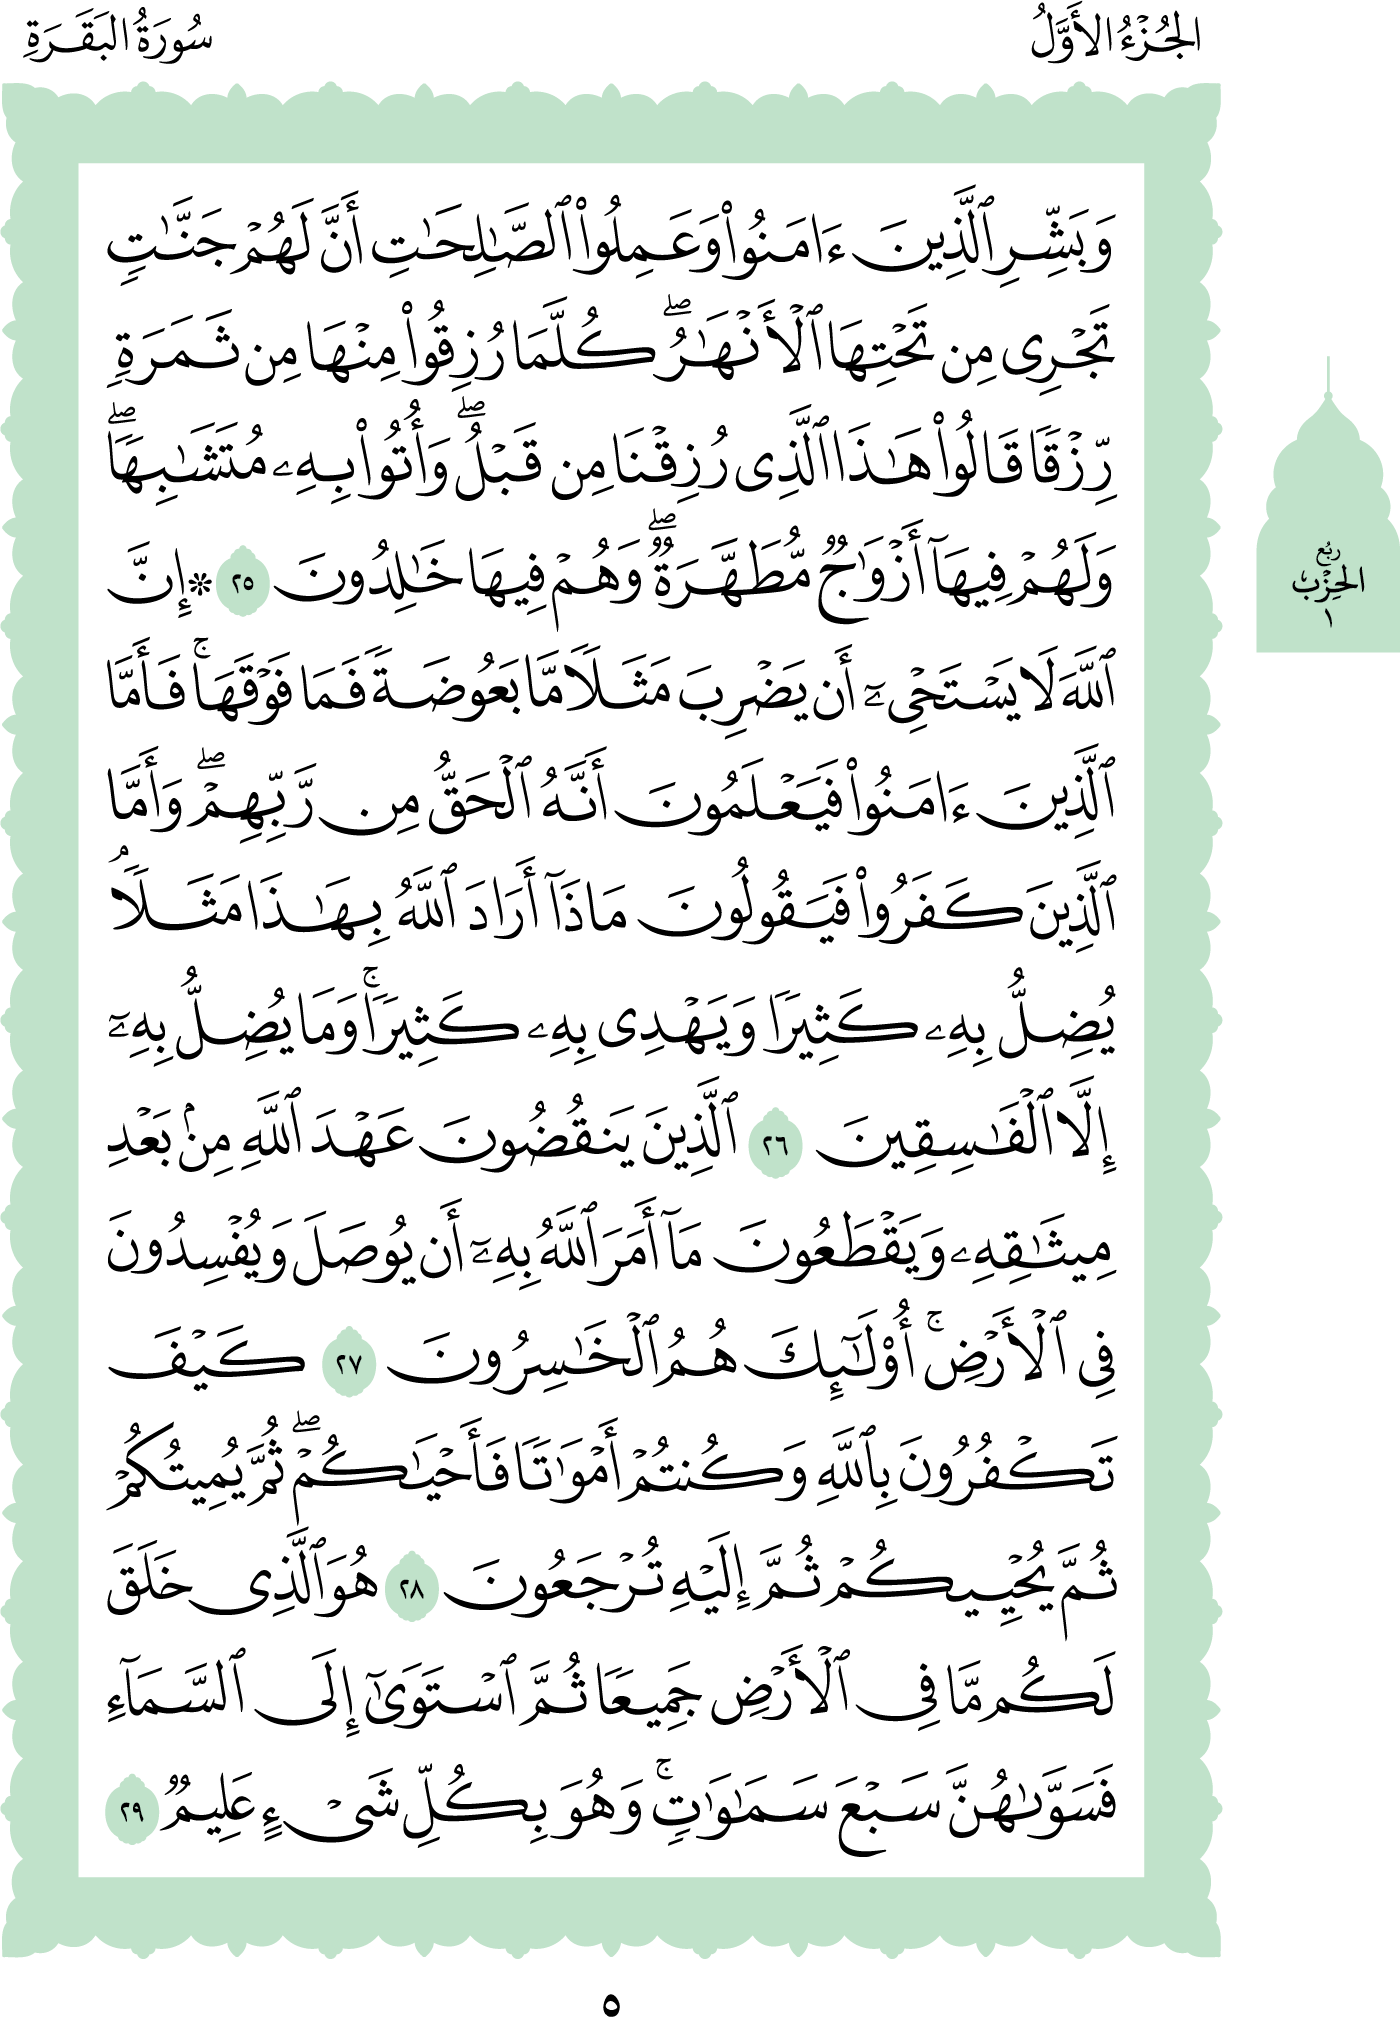 الجُزْءُ الأَوَّلُ
سُورَةُ البَقَرَةِ
وَبَشِّرِ ٱلَّذِينَ ءَامَنُوا۟ وَعَمِلُوا۟ ٱلصَّـٰلِحَـٰتِ أَنَّ لَهُمْ جَنَّـٰتٍ
تَجْرِى مِن تَحْتِهَا ٱلْأَنْهَـٰرُ ۖ كُلَّمَا رُزِقُوا۟ مِنْهَا مِن ثَمَرَةٍ
رِّزْقًا قَالُوا۟ هَـٰذَا ٱلَّذِى رُزِقْنَا مِن قَبْلُ ۖ وَأُتُوا۟ بِهِۦ مُتَشَـٰبِهًا ۖ
وَلَهُمْ فِيهَآ أَزْوَٰجٌ مُّطَهَّرَةٌ ۖ وَهُمْ فِيهَا خَـٰلِدُونَ ٢٥ ۞ إِنَّ
ٱللَّهَ لَا يَسْتَحْىِۦٓ أَن يَضْرِبَ مَثَلًا مَّا بَعُوضَةً فَمَا فَوْقَهَا ۚ فَأَمَّا
ٱلَّذِينَ ءَامَنُوا۟ فَيَعْلَمُونَ أَنَّهُ ٱلْحَقُّ مِن رَّبِّهِمْ ۖ وَأَمَّا
ٱلَّذِينَ كَفَرُوا۟ فَيَقُولُونَ مَاذَآ أَرَادَ ٱللَّهُ بِهَـٰذَا مَثَلًا ۘ
يُضِلُّ بِهِۦ كَثِيرًا وَيَهْدِى بِهِۦ كَثِيرًا ۚ وَمَا يُضِلُّ بِهِۦٓ
إِلَّا ٱلْفَـٰسِقِينَ ٢٦ ٱلَّذِينَ يَنقُضُونَ عَهْدَ ٱللَّهِ مِنۢ بَعْدِ
مِيثَـٰقِهِۦ وَيَقْطَعُونَ مَآ أَمَرَ ٱللَّهُ بِهِۦٓ أَن يُوصَلَ وَيُفْسِدُونَ
فِى ٱلْأَرْضِ ۚ أُو۟لَـٰٓئِكَ هُمُ ٱلْخَـٰسِرُونَ ٢٧ كَيْفَ
تَكْفُرُونَ بِٱللَّهِ وَكُنتُمْ أَمْوَٰتًا فَأَحْيَـٰكُمْ ۖ ثُمَّ يُمِيتُكُمْ
ثُمَّ يُحْيِيكُمْ ثُمَّ إِلَيْهِ تُرْجَعُونَ ٢٨ هُوَ ٱلَّذِى خَلَقَ
لَكُم مَّا فِى ٱلْأَرْضِ جَمِيعًا ثُمَّ ٱسْتَوَىٰٓ إِلَى ٱلسَّمَآءِ
فَسَوَّىٰهُنَّ سَبْعَ سَمَـٰوَٰتٍ ۚ وَهُوَ بِكُلِّ شَىْءٍ عَلِيمٌ ٢٩
رُبُع
الحِزْب
١
٥